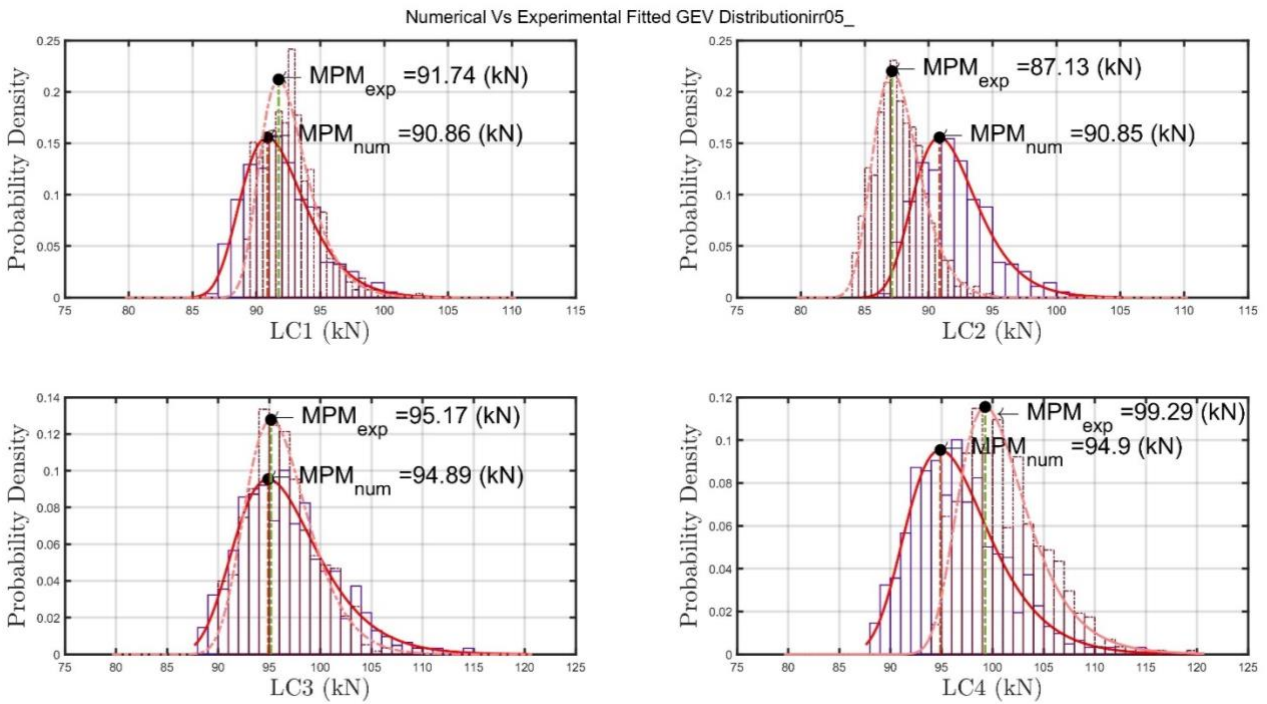 Numerical Vs Experimental Fitted GEV Distributionirr05_
0.25
0.2
0.15
0.1
0.05
0
Probability Density
MPMexp =91.74 (kN)
MPMnum =90.86 (kN)
75 80 85 90 95 100 105 110 115
LC1 (kN)
0.25
0.2
0.15
0.1
0.05
0
Probability Density
MPMexp =87.13 (kN)
MPMnum =90.85 (kN)
75 80 85 90 95 100 105 110 115
LC2 (kN)
0.14
0.12
0.1
0.08
0.06
0.04
0.02
0
Probability Density
MPMexp =95.17 (kN)
MPMnum =94.89 (kN)
75 80 85 90 95 100 105 110 115 120 125
LC3 (kN)
0.12
0.1
0.08
0.06
0.04
0.02
0
Probability Density
MPMexp =99.29 (kN)
MPMnum =94.9 (kN)
75 80 85 90 95 100 105 110 115 120 125
LC4 (kN)